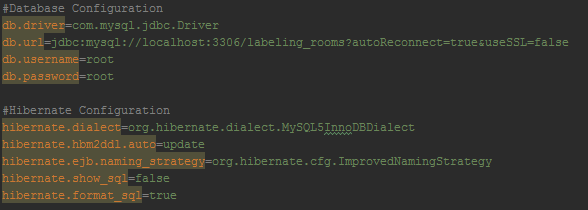 #Database Configuration
db.driver=com.mysql.jdbc.Driver
db.url=jdbc:mysql://localhost:3306/labeling_rooms?autoReconnect=true&useSSL=false
db.username=root
db.password=root
#Hibernate Configuration
hibernate.dialect=org.hibernate.dialect.MySQL5InnoDBDialect
hibernate.hbm2ddl.auto=update
hibernate.ejb.naming_strategy=org.hibernate.cfg.ImprovedNamingStrategy
hibernate.show_sql=false
hibernate.format_sql=true